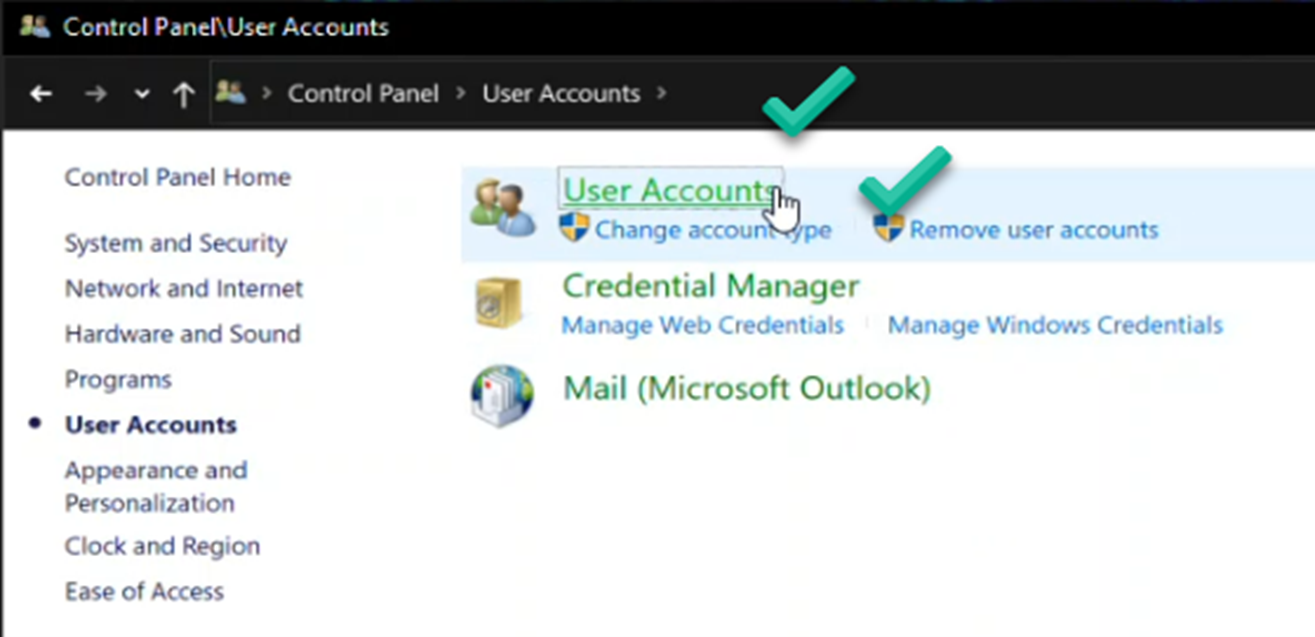 Control Panel\User Accounts
Control Panel > User Accounts >
Control Panel Home
System and Security
Network and Internet
Hardware and Sound
Programs
User Accounts
Appearance and
Personalization
Clock and Region
Ease of Access
User Accounts
Change account type Remove user accounts
Credential Manager
Manage Web Credentials Manage Windows Credentials
Mail (Microsoft Outlook)